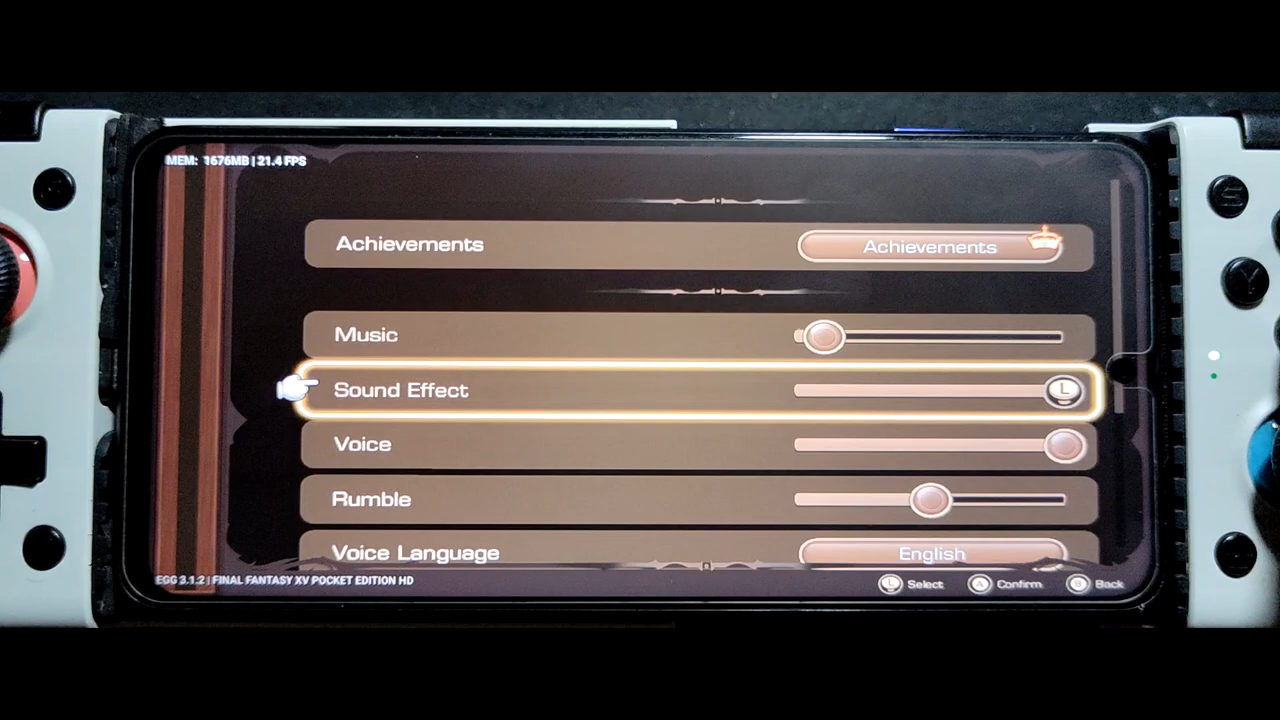 MEM: 1676MB | 21.4 FPS
Achievements Achievements
Music
Sound Effect L
Voice
Rumble
Voice Language English
EGG 3.1.2 | FINAL FANTASY XV POCKET EDITION HD
L Select A Confirm B Back
Y